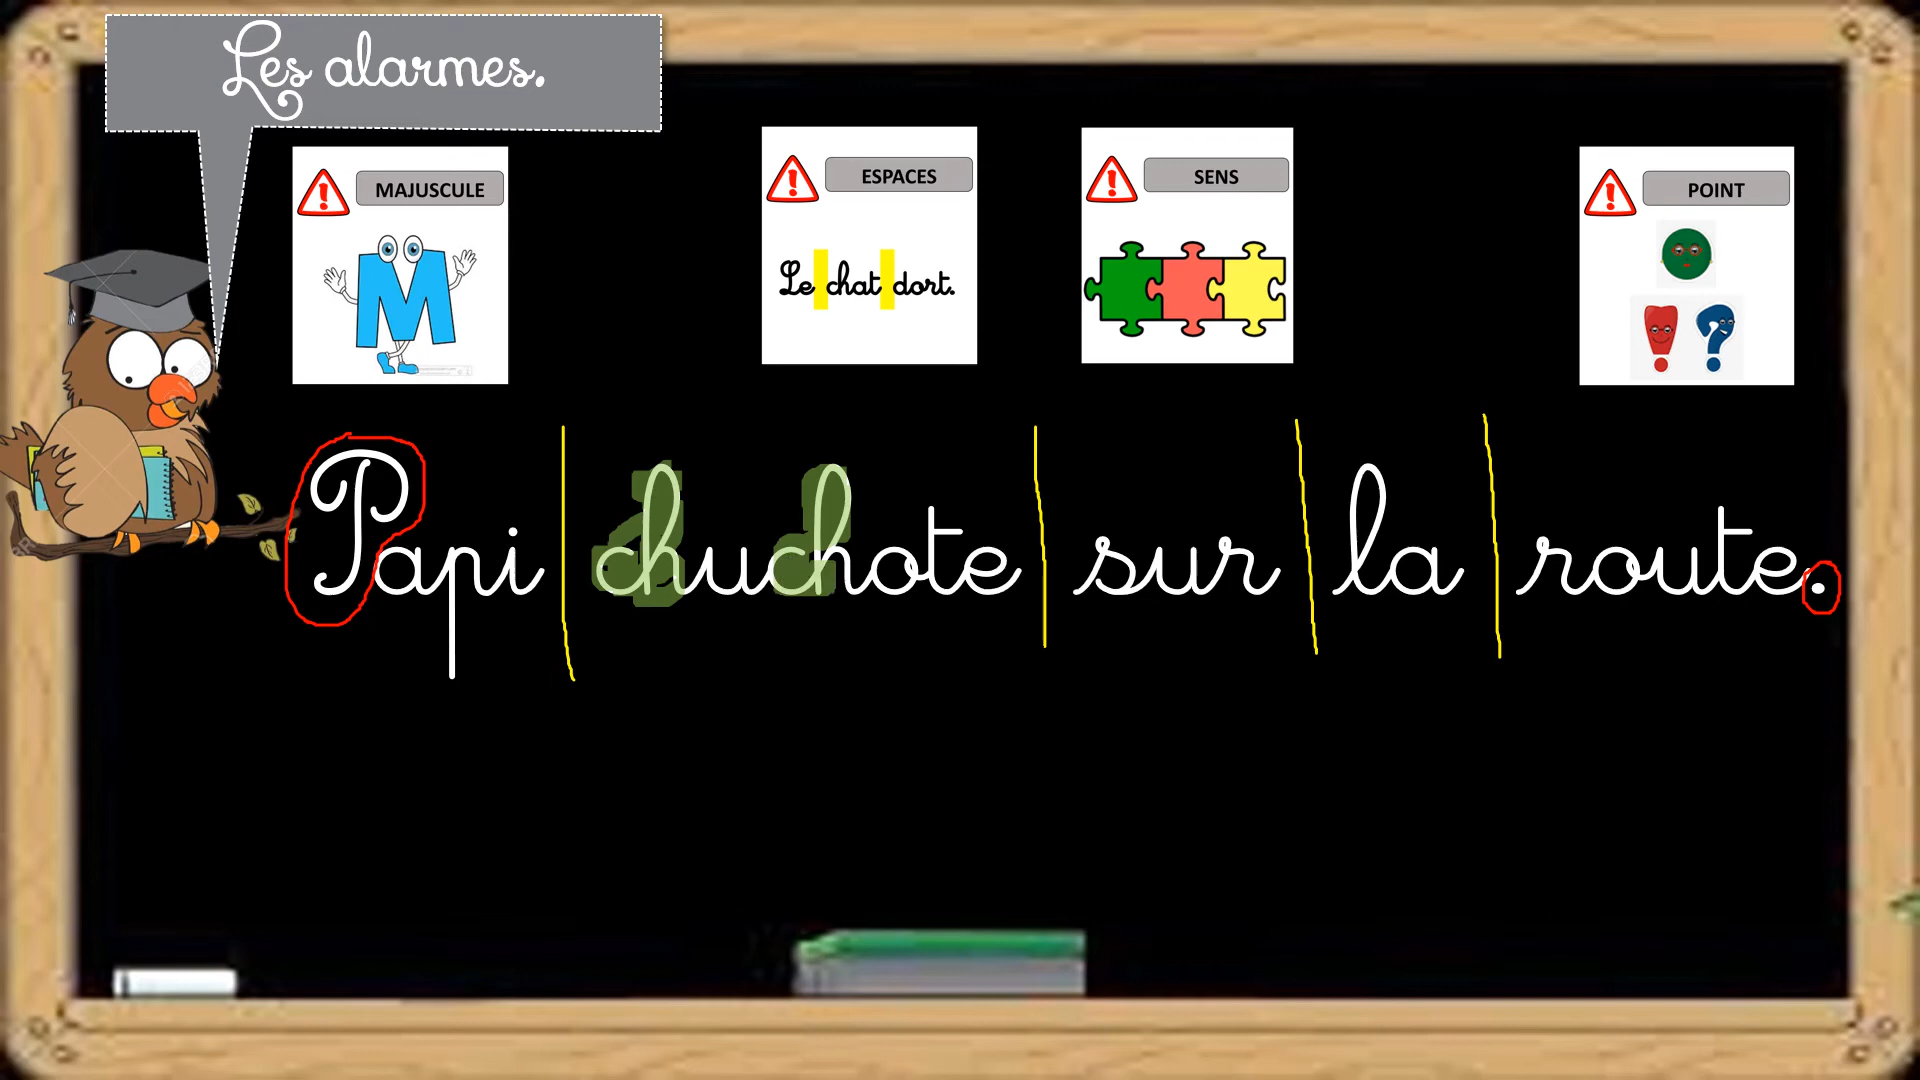 Les alarmes.
MAJUSCULE
M
ESPACES
Le chat dort.
SENS
POINT
! ?
Papi chuchote sur la route.